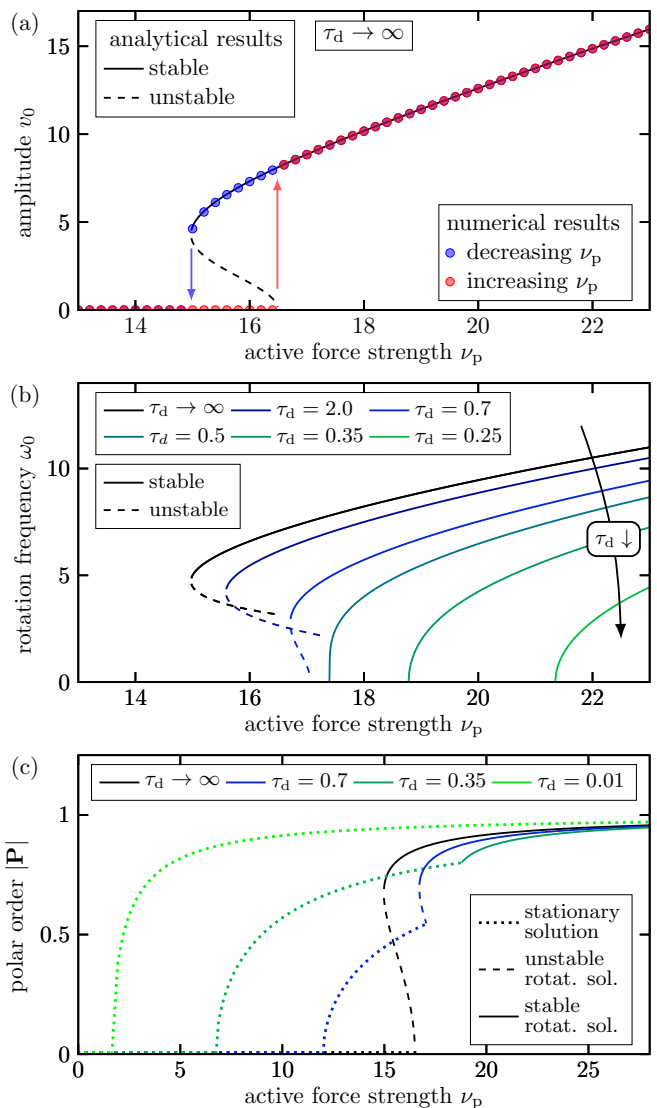 (a)
analytical results
stable
unstable
τd → ∞
15
10
5
0
amplitude v0
numerical results
decreasing νp
increasing νp
14 16 18 20 22
active force strength νp
(b)
τd → ∞ τd = 2.0 τd = 0.7
τd = 0.5 τd = 0.35 τd = 0.25
stable
unstable
10
5
0
rotation frequency ω0
τd ↓
14 16 18 20 22
active force strength νp
(c)
τd → ∞ τd = 0.7 τd = 0.35 τd = 0.01
1
0.5
0
polar order |P|
stationary
solution
unstable
rotat. sol.
stable
rotat. sol.
0 5 10 15 20 25
active force strength νp